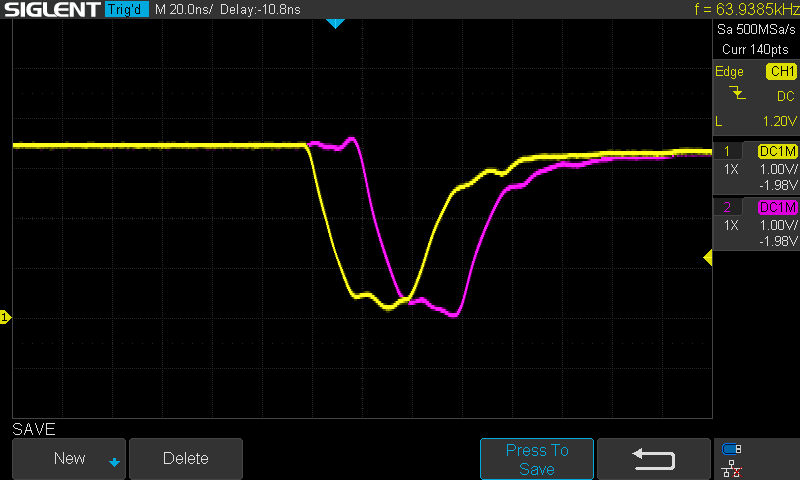 SIGLENT Trig'd M 20.0ns/ Delay:-10.8ns f = 63.9385kHz
Sa 500MSa/s
Curr 140pts
Edge CH1
DC
L 1.20V
1 DC1M
1X 1.00V/
-1.98V
2 DC1M
1X 1.00V/
-1.98V
1
SAVE
New Delete Press To Save